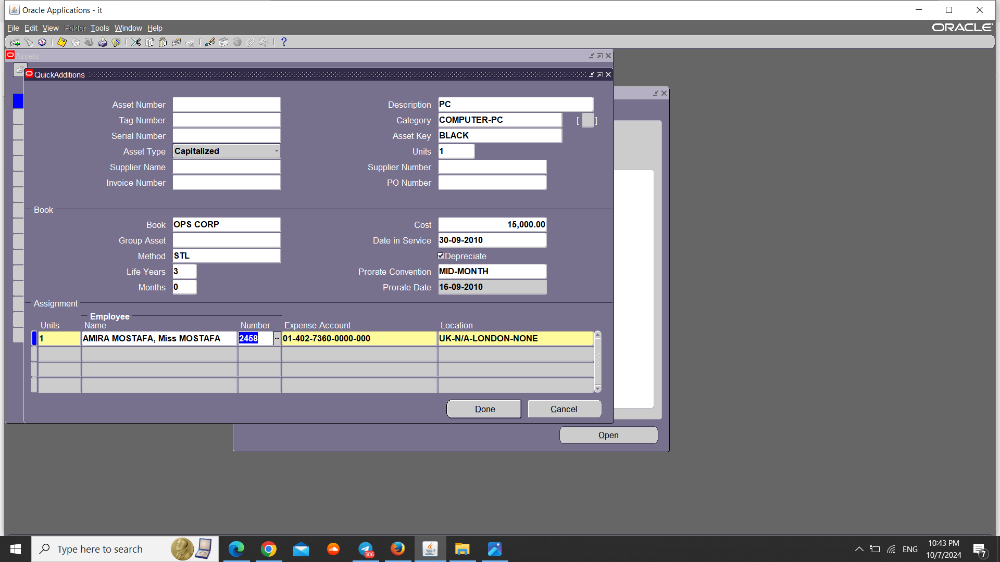 Oracle Applications - it
File Edit View Folder Tools Window Help
ORACLE
Assets
QuickAdditions
Asset Number
Description PC
Tag Number
Category COMPUTER-PC [ ]
Serial Number
Asset Key BLACK
Asset Type Capitalized
Units 1
Supplier Name
Supplier Number
Invoice Number
PO Number
Book
Book OPS CORP
Cost 15,000.00
Group Asset
Date in Service 30-09-2010
Method STL
Depreciate
Life Years 3
Prorate Convention MID-MONTH
Months 0
Prorate Date 16-09-2010
Assignment
Employee
Units Name Number Expense Account Location
1 AMIRA MOSTAFA, Miss MOSTAFA 2458 ... 01-402-7360-0000-000 UK-N/A-LONDON-NONE
Done Cancel
Open
Type here to search
306
ENG
10:43 PM
10/7/2024
7